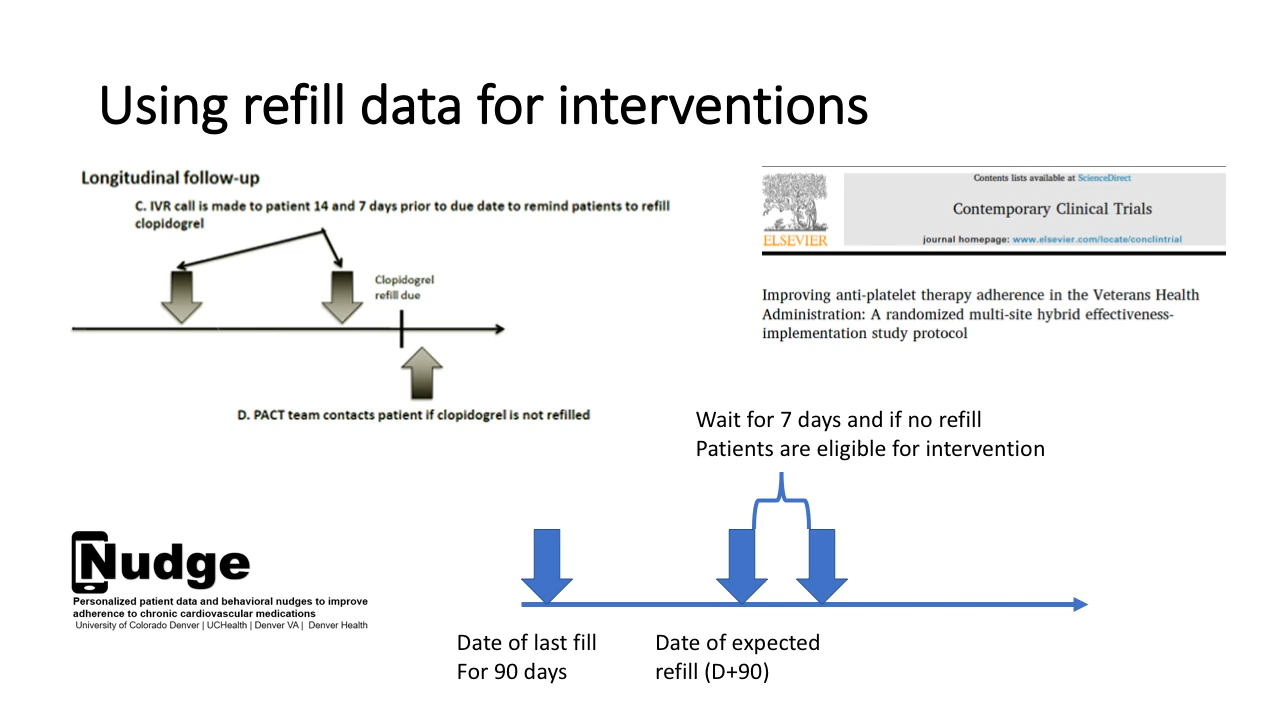 Using refill data for interventions
Longitudinal follow-up
C. IVR call is made to patient 14 and 7 days prior to due date to remind patients to refill
clopidogrel
Clopidogrel
refill due
D. PACT team contacts patient if clopidogrel is not refilled
Contents lists available at ScienceDirect
Contemporary Clinical Trials
journal homepage: www.elsevier.com/locate/conclintrial
ELSEVIER
Improving anti-platelet therapy adherence in the Veterans Health
Administration: A randomized multi-site hybrid effectiveness-
implementation study protocol
Wait for 7 days and if no refill
Patients are eligible for intervention
Nudge
Personalized patient data and behavioral nudges to improve
adherence to chronic cardiovascular medications
University of Colorado Denver | UCHealth | Denver VA | Denver Health
Date of last fill
For 90 days
Date of expected
refill (D+90)